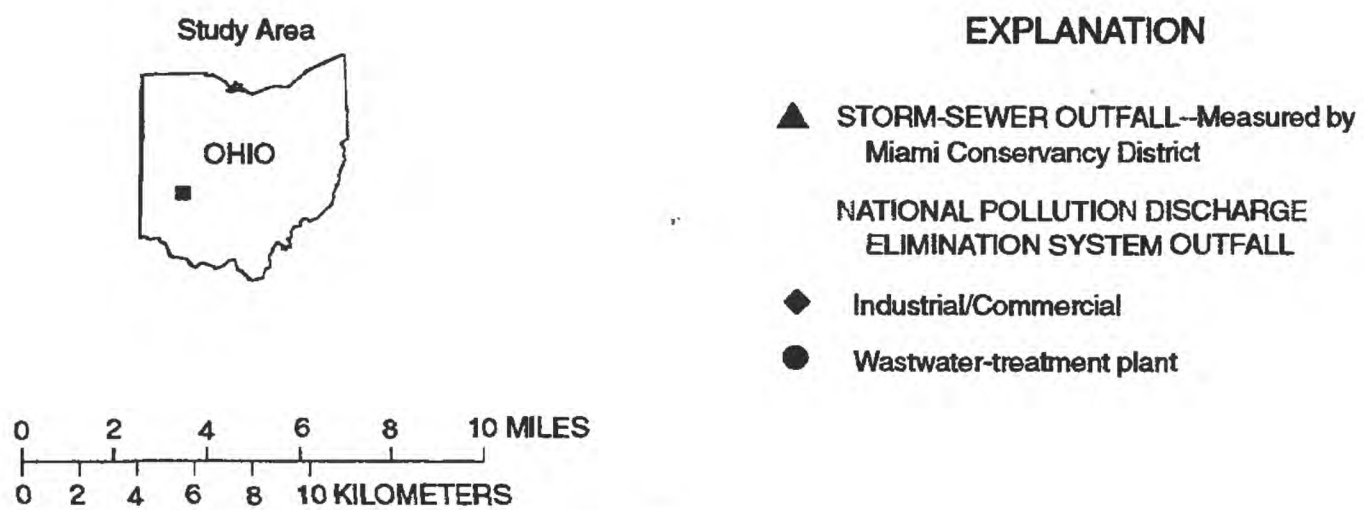 Study Area
OHIO
0 2 4 6 8 10 MILES
0 2 4 6 8 10 KILOMETERS
EXPLANATION
STORM-SEWER OUTFALL--Measured by
Miami Conservancy District
NATIONAL POLLUTION DISCHARGE
ELIMINATION SYSTEM OUTFALL
Industrial/Commercial
Wastwater-treatment plant